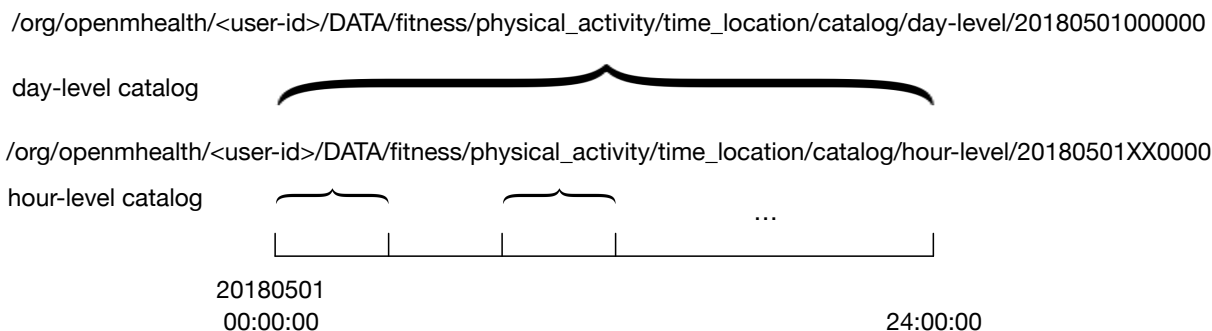 /org/openmhealth/<user-id>/DATA/fitness/physical_activity/time_location/catalog/day-level/20180501000000
day-level catalog
/org/openmhealth/<user-id>/DATA/fitness/physical_activity/time_location/catalog/hour-level/20180501XX0000
hour-level catalog
...
20180501
00:00:00 24:00:00